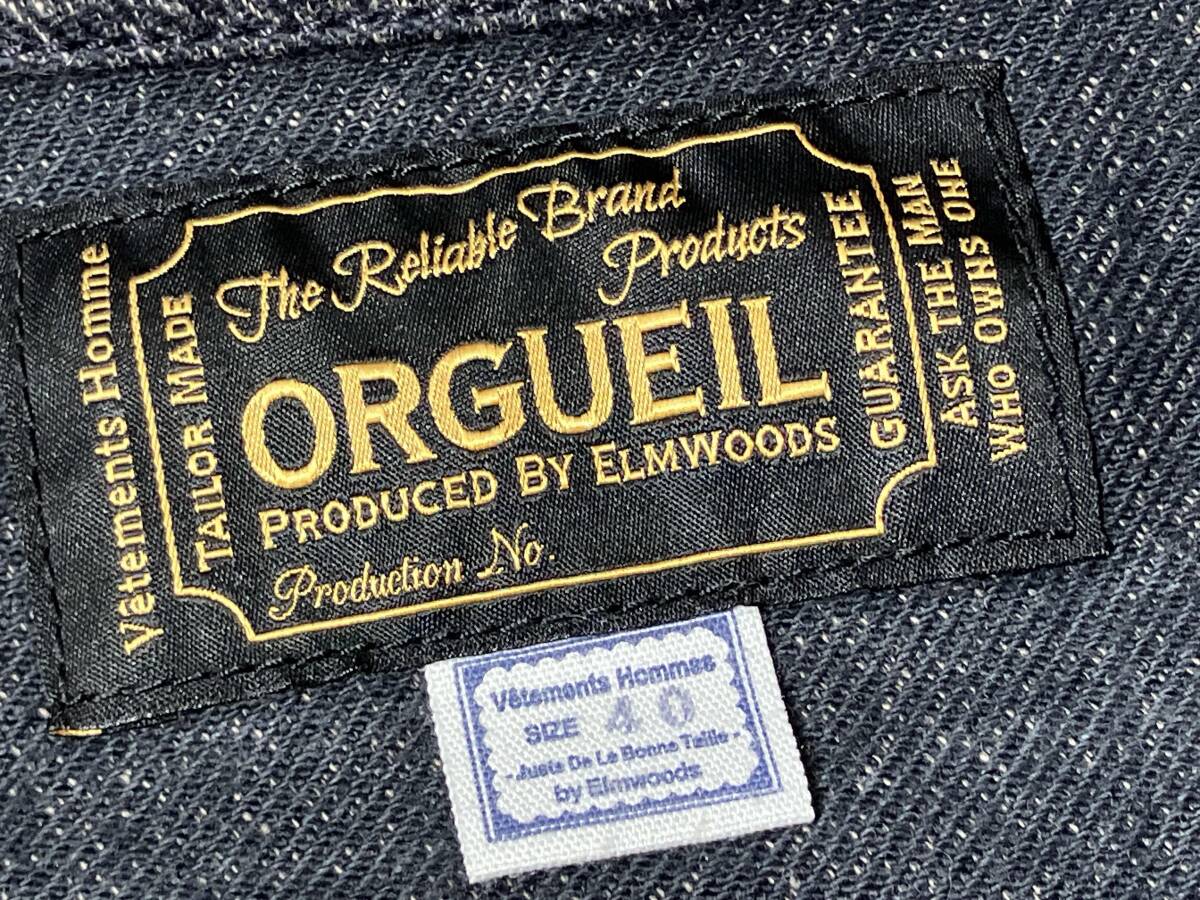 Vêtements Homme
TAILOR MADE
The Reliable Brand
Products
ORGUEIL
PRODUCED BY ELMWOODS
Production No.
GUARANTEE
ASK THE MAN
WHO OWNS ONE
Vêtements Hommes
SIZE 40
- Juste De La Bonne Taille -
by Elmwoods